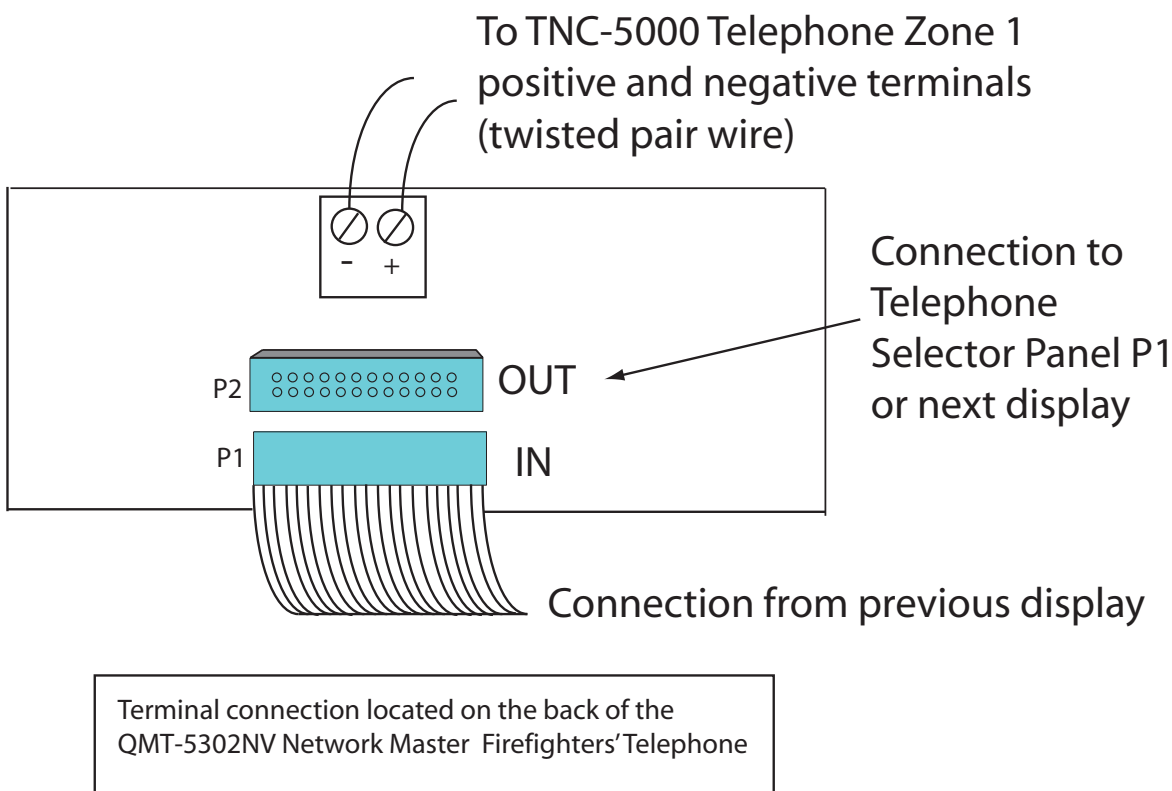 To TNC-5000 Telephone Zone 1
positive and negative terminals
(twisted pair wire)
- +
Connection to
Telephone
Selector Panel P1
or next display
P2
OUT
P1
IN
Connection from previous display
Terminal connection located on the back of the
QMT-5302NV Network Master Firefighters' Telephone